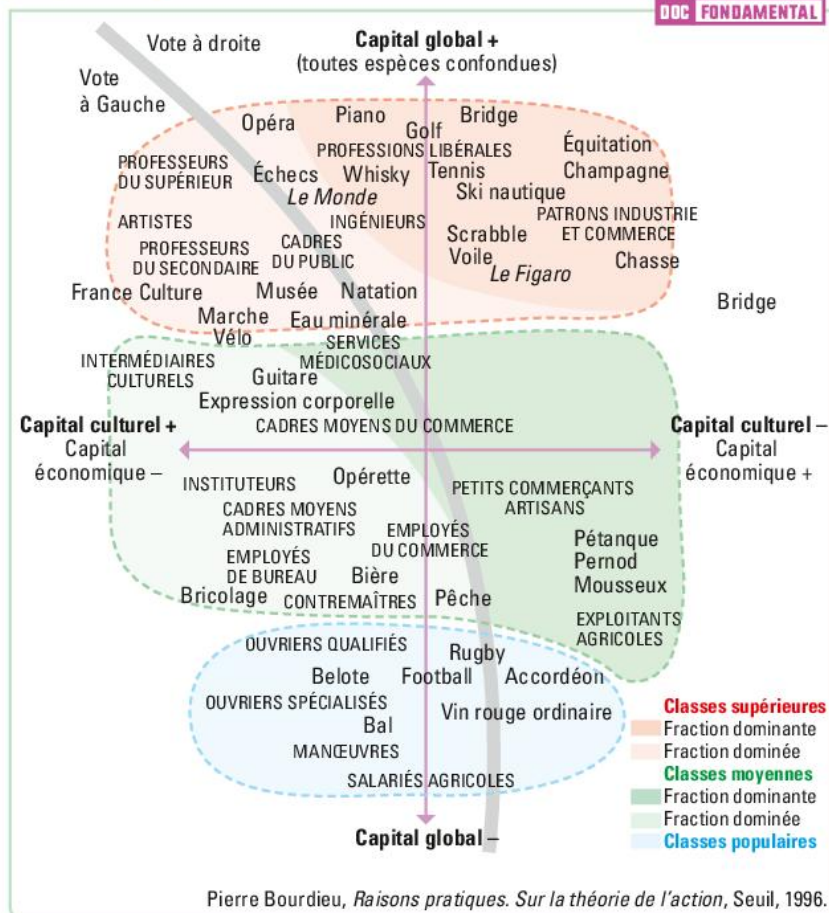 DOC FONDAMENTAL
Vote à droite
Capital global +
(toutes espèces confondues)
Vote
à Gauche
Opéra
Piano
Bridge
Golf
PROFESSIONS LIBÉRALES
Équitation
Champagne
PROFESSEURS
DU SUPÉRIEUR
Échecs
Whisky
Tennis
Le Monde
Ski nautique
ARTISTES
INGÉNIEURS
PATRONS INDUSTRIE
ET COMMERCE
PROFESSEURS
DU SECONDAIRE
CADRES
DU PUBLIC
Scrabble
Voile
Chasse
Le Figaro
France Culture
Musée
Natation
Bridge
Marche
Vélo
Eau minérale
SERVICES
MÉDICOSOCIAUX
INTERMÉDIAIRES
CULTURELS
Guitare
Expression corporelle
CADRES MOYENS DU COMMERCE
Capital culturel +
Capital
économique –
Capital culturel –
Capital
économique +
INSTITUTEURS
Opérette
PETITS COMMERÇANTS
ARTISANS
CADRES MOYENS
ADMINISTRATIFS
EMPLOYÉS
DU COMMERCE
Pétanque
Pernod
Mousseux
EMPLOYÉS
DE BUREAU
Bière
Bricolage
CONTREMAÎTRES
Pêche
EXPLOITANTS
AGRICOLES
OUVRIERS QUALIFIÉS
Rugby
Belote
Football
Accordéon
OUVRIERS SPÉCIALISÉS
Vin rouge ordinaire
Bal
MANŒUVRES
SALARIÉS AGRICOLES
Classes supérieures
Fraction dominante
Fraction dominée
Classes moyennes
Fraction dominante
Fraction dominée
Classes populaires
Capital global –
Pierre Bourdieu, Raisons pratiques. Sur la théorie de l'action, Seuil, 1996.